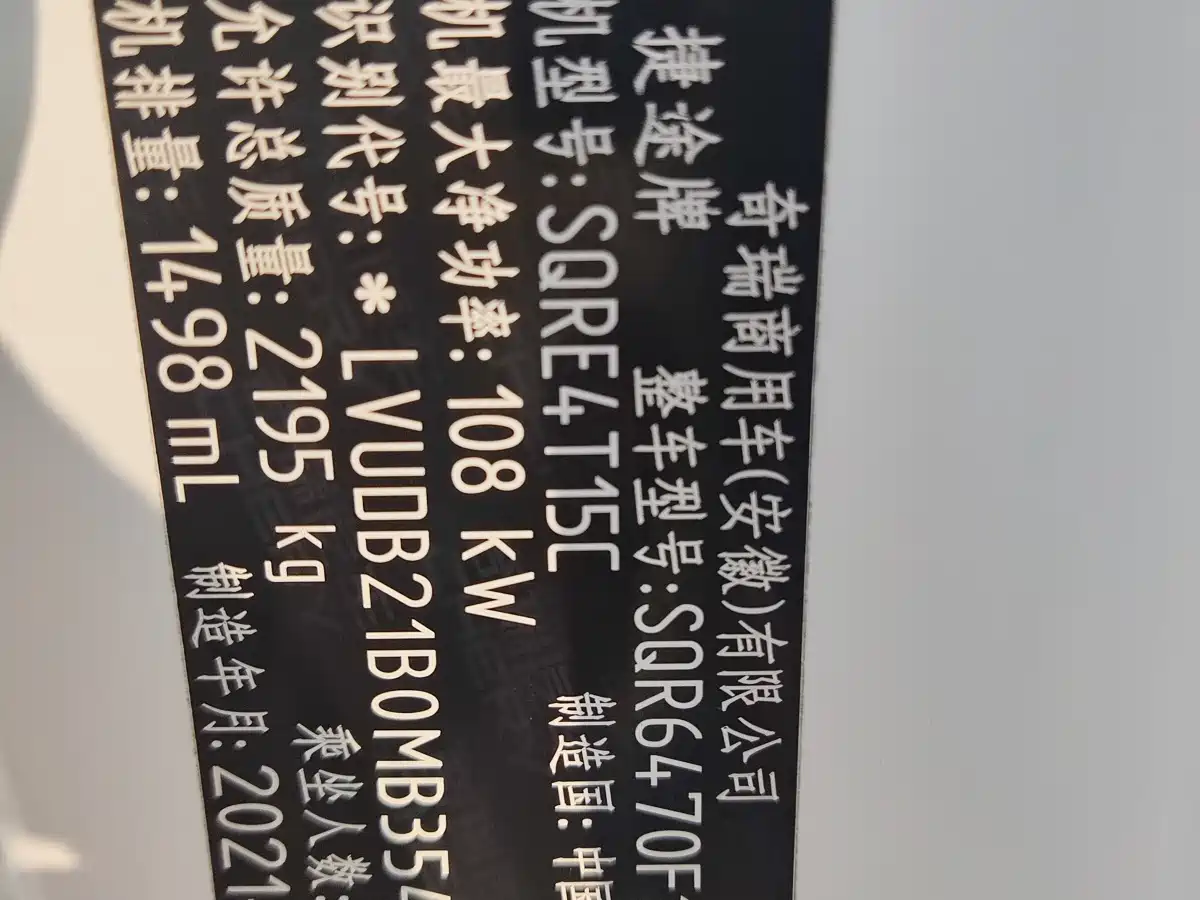 奇瑞商用车(安徽)有限公司
捷途牌 整车型号:SQR6470F
机型号:SQRE4T15C 制造国:中国
机最大净功率:108 kW
识别代号:*LVUDB21B0MB354 乘坐人数:
允许总质量:2195 kg
机排量:1498 mL 制造年月:2021